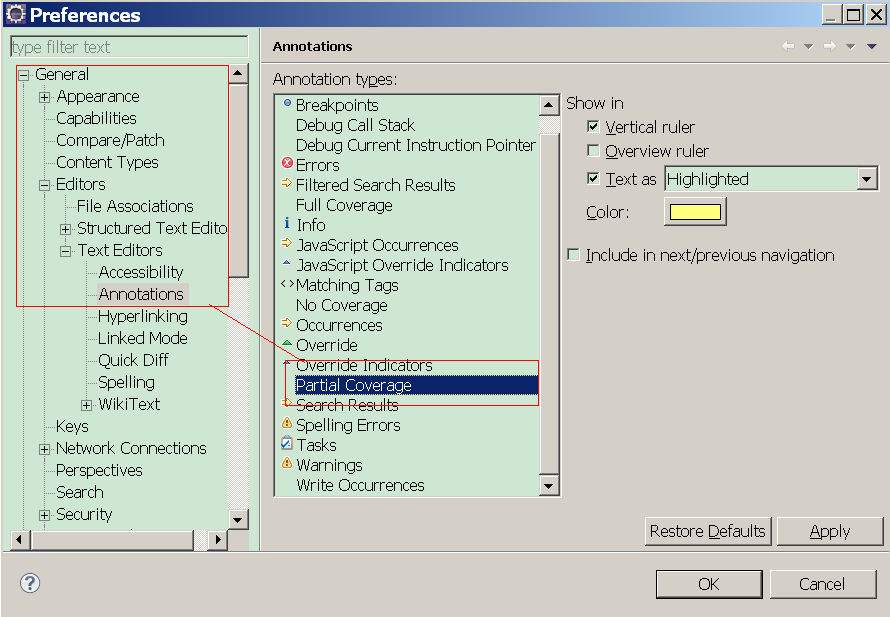 Preferences
type filter text
General
Appearance
Capabilities
Compare/Patch
Content Types
Editors
File Associations
Structured Text Edito
Text Editors
Accessibility
Annotations
Hyperlinking
Linked Mode
Quick Diff
Spelling
WikiText
Keys
Network Connections
Perspectives
Search
Security
Annotations
Annotation types:
Breakpoints
Debug Call Stack
Debug Current Instruction Pointer
Errors
Filtered Search Results
Full Coverage
Info
JavaScript Occurrences
JavaScript Override Indicators
Matching Tags
No Coverage
Occurrences
Override
Override Indicators
Partial Coverage
Search Results
Spelling Errors
Tasks
Warnings
Write Occurrences
Show in
Vertical ruler
Overview ruler
Text as Highlighted
Color:
Include in next/previous navigation
Restore Defaults Apply
OK Cancel